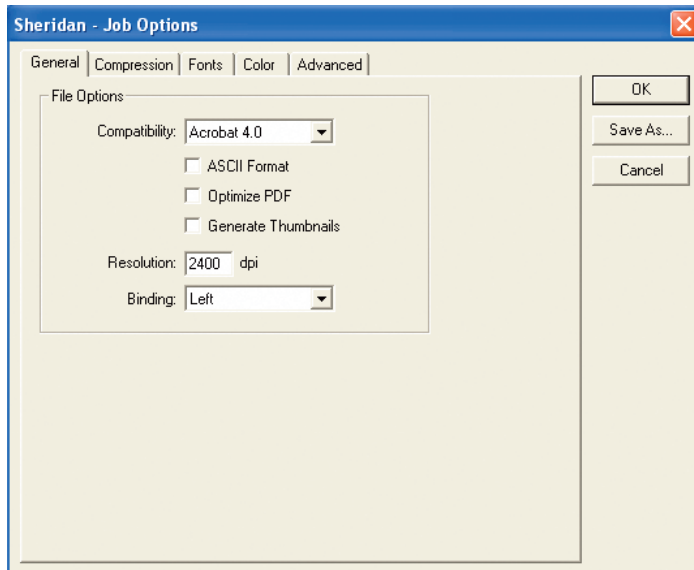 Sheridan - Job Options
General Compression Fonts Color Advanced
File Options
Compatibility: Acrobat 4.0
ASCII Format
Optimize PDF
Generate Thumbnails
Resolution: 2400 dpi
Binding: Left
OK
Save As...
Cancel